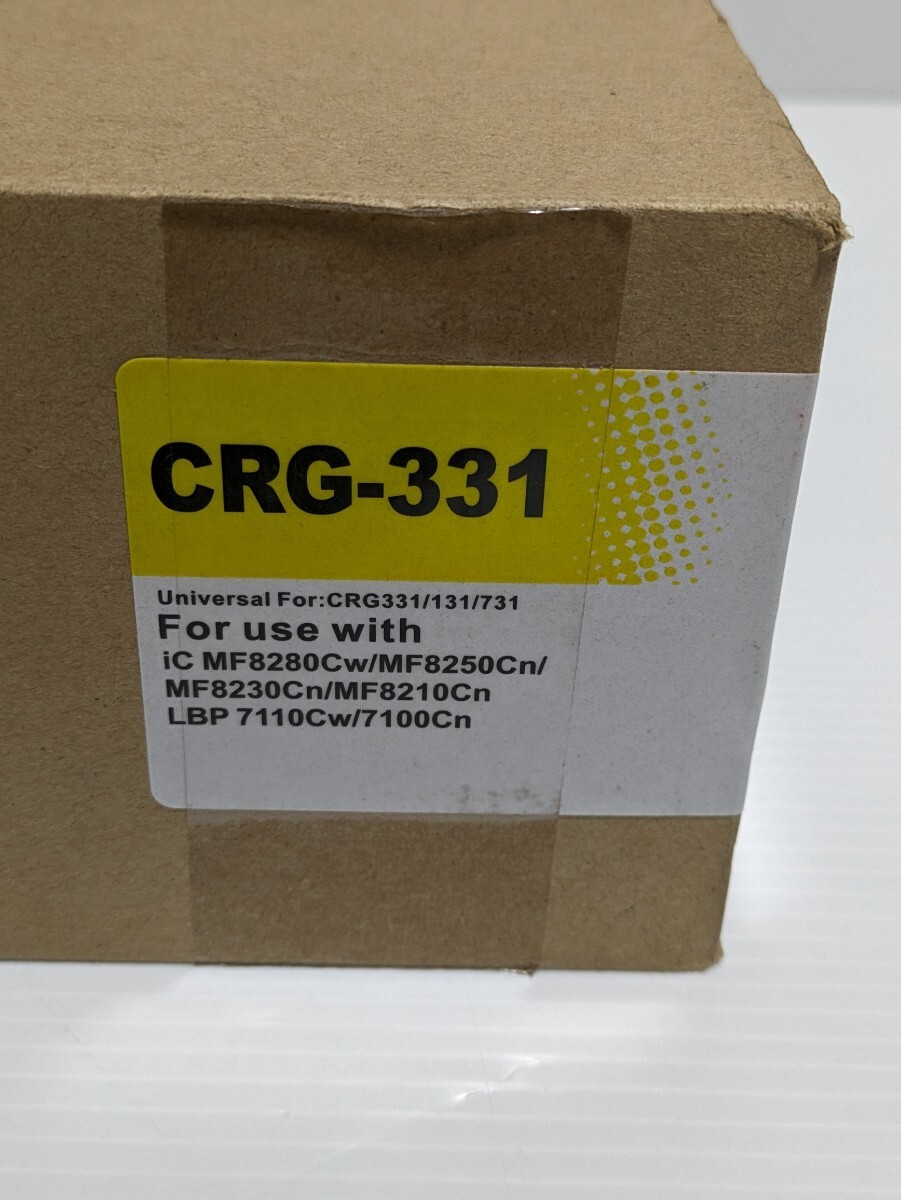 CRG-331
Universal For:CRG331/131/731
For use with
iC MF8280Cw/MF8250Cn/
MF8230Cn/MF8210Cn
LBP 7110Cw/7100Cn